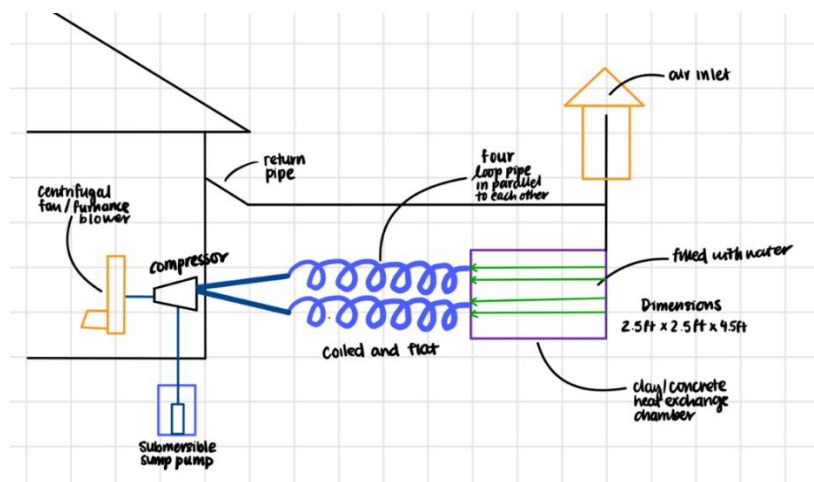 air inlet
return
pipe
four
loop pipe
in parallel
to each other
Centrifugal
fan/furnance
blower
compressor
filled with water
Dimensions
2.5ft x 2.5ft x 4.5ft
Coiled and flat
clay/concrete
heat exchange
chamber
Submersible
sump pump